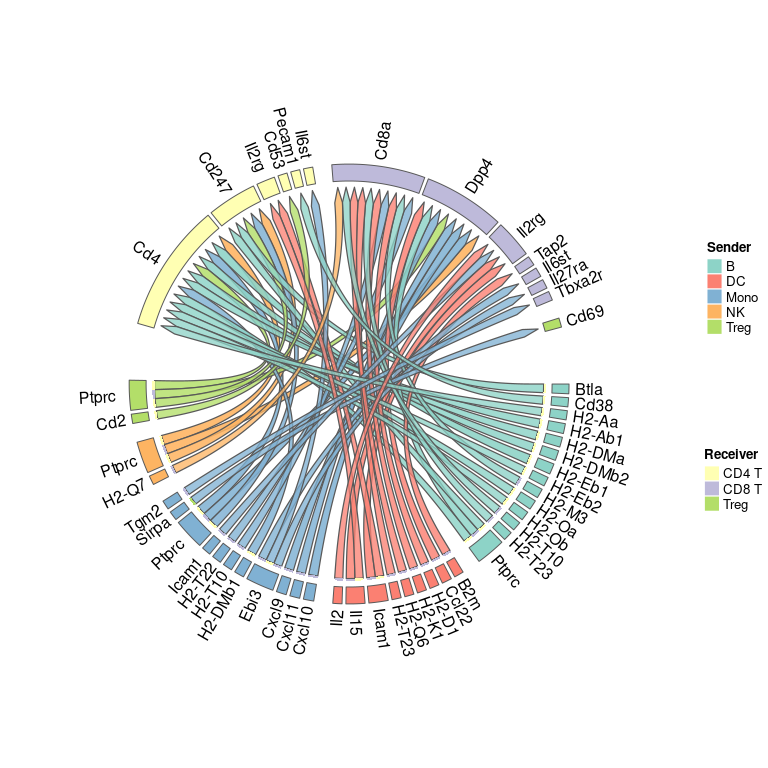 Cd4
Cd247
Il2rg
Cd53
Pecam1
Il6st
Cd8a
Dpp4
Il2rg
Tap2
Il6st
Il27ra
Tbxa2r
Cd69
Btla
Cd38
H2-Aa
H2-Ab1
H2-DMa
H2-DMb2
H2-Eb1
H2-Eb2
H2-M3
H2-Oa
H2-Ob
H2-T10
H2-T23
Ptprc
B2m
Ccl22
H2-D1
H2-K1
H2-Q6
H2-T23
Icam1
Il15
Il2
Cxcl10
Cxcl11
Cxcl9
Ebi3
H2-DMb1
H2-T10
H2-T22
Icam1
Ptprc
Sirpa
Tgm2
H2-Q7
Ptprc
Cd2
Ptprc
Sender
B
DC
Mono
NK
Treg
Receiver
CD4 T
CD8 T
Treg